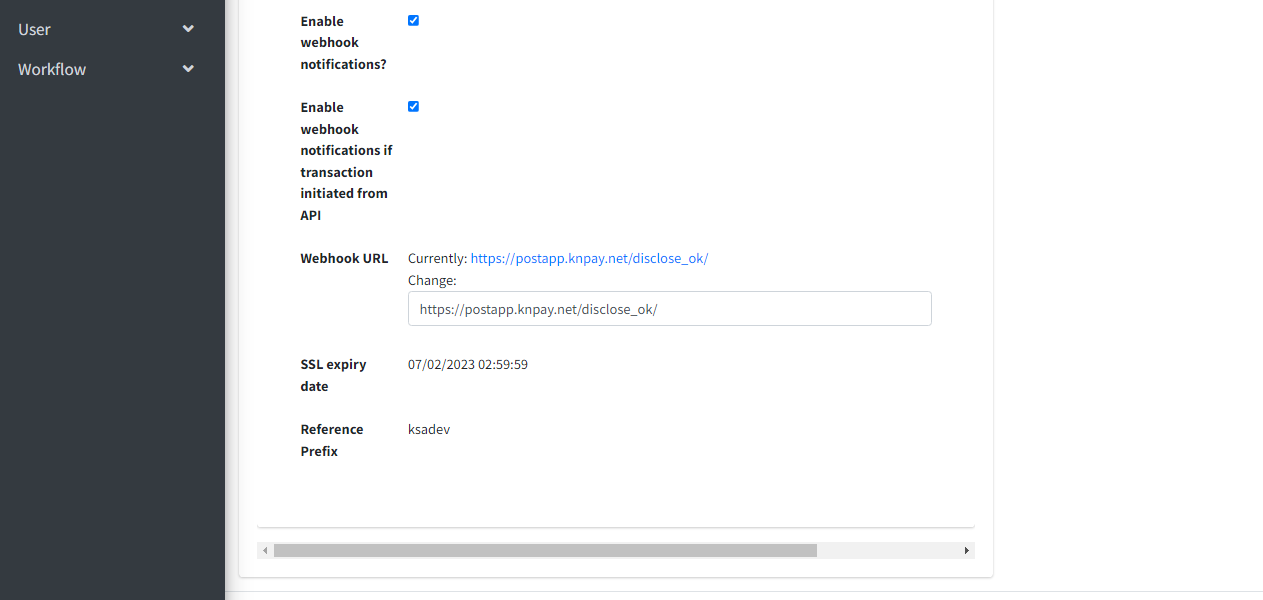 User
Workflow
Enable
webhook
notifications?
Enable
webhook
notifications if
transaction
initiated from
API
Webhook URL
Currently: https://postapp.knpay.net/disclose_ok/
Change:
https://postapp.knpay.net/disclose_ok/
SSL expiry
date
07/02/2023 02:59:59
Reference
Prefix
ksadev